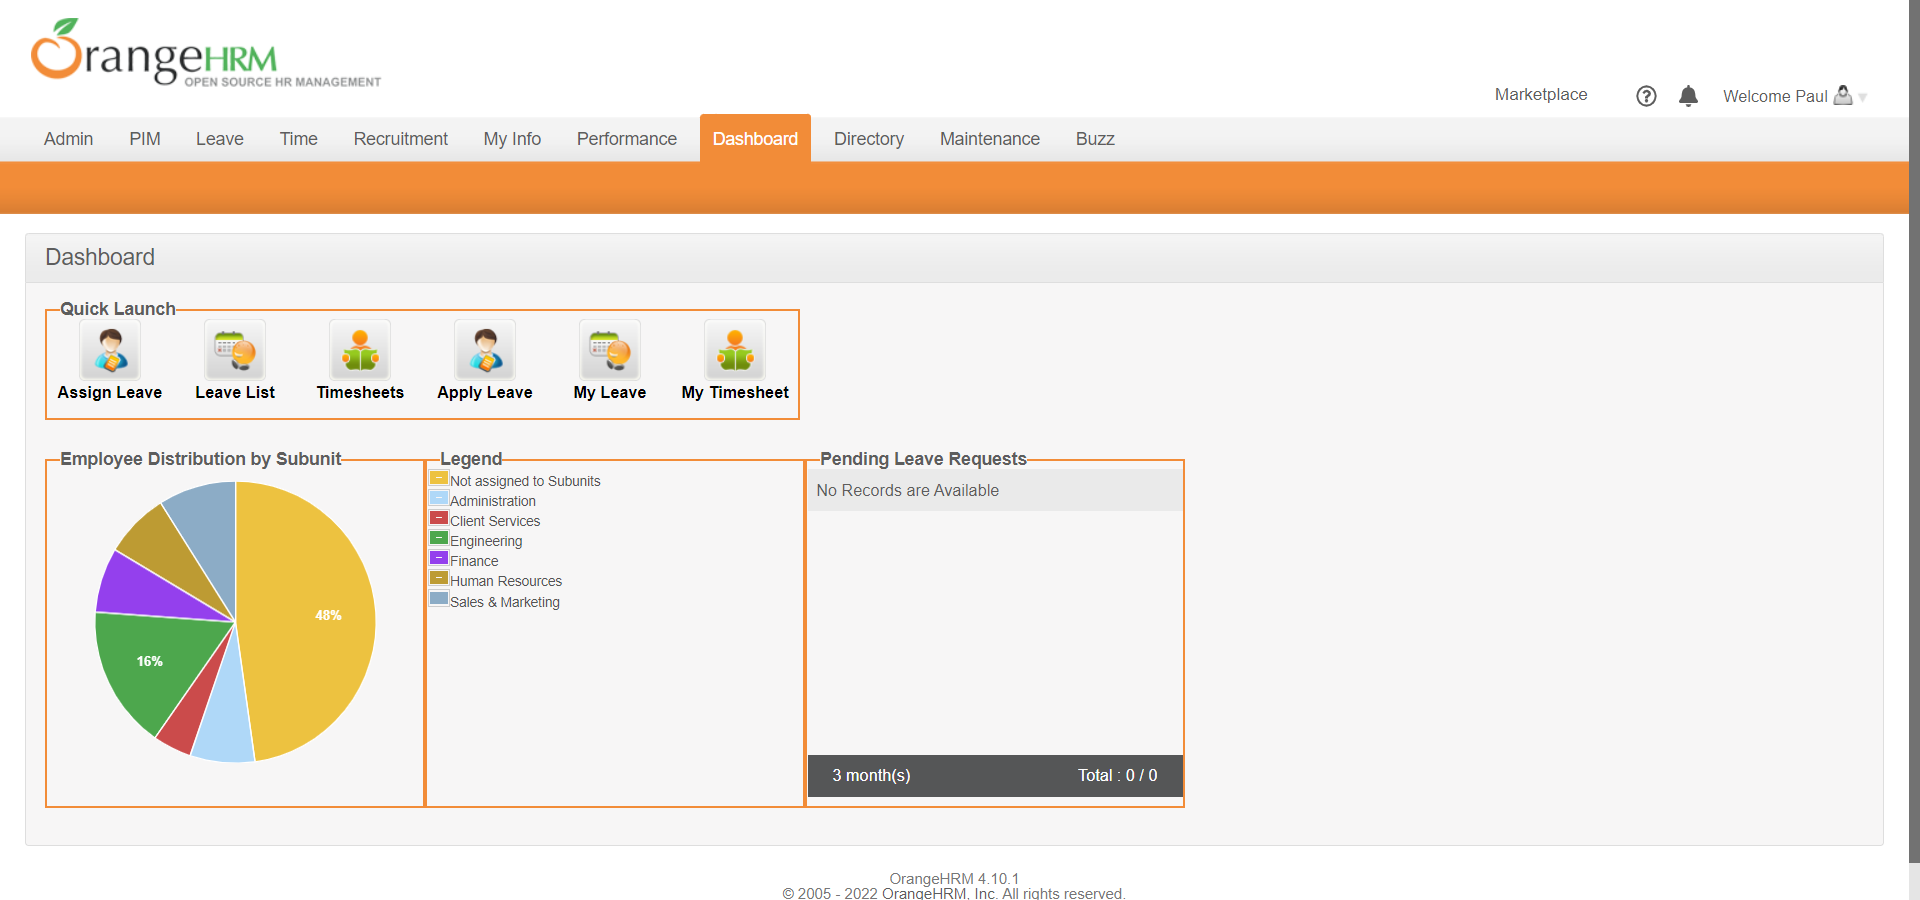 OrangeHRM
OPEN SOURCE HR MANAGEMENT
Marketplace
Welcome Paul
Admin PIM Leave Time Recruitment My Info Performance Dashboard Directory Maintenance Buzz
Dashboard
Quick Launch
Assign Leave Leave List Timesheets Apply Leave My Leave My Timesheet
Employee Distribution by Subunit
48%
16%
Legend
Not assigned to Subunits
Administration
Client Services
Engineering
Finance
Human Resources
Sales & Marketing
Pending Leave Requests
No Records are Available
3 month(s) Total : 0 / 0
OrangeHRM 4.10.1
© 2005 - 2022 OrangeHRM, Inc. All rights reserved.